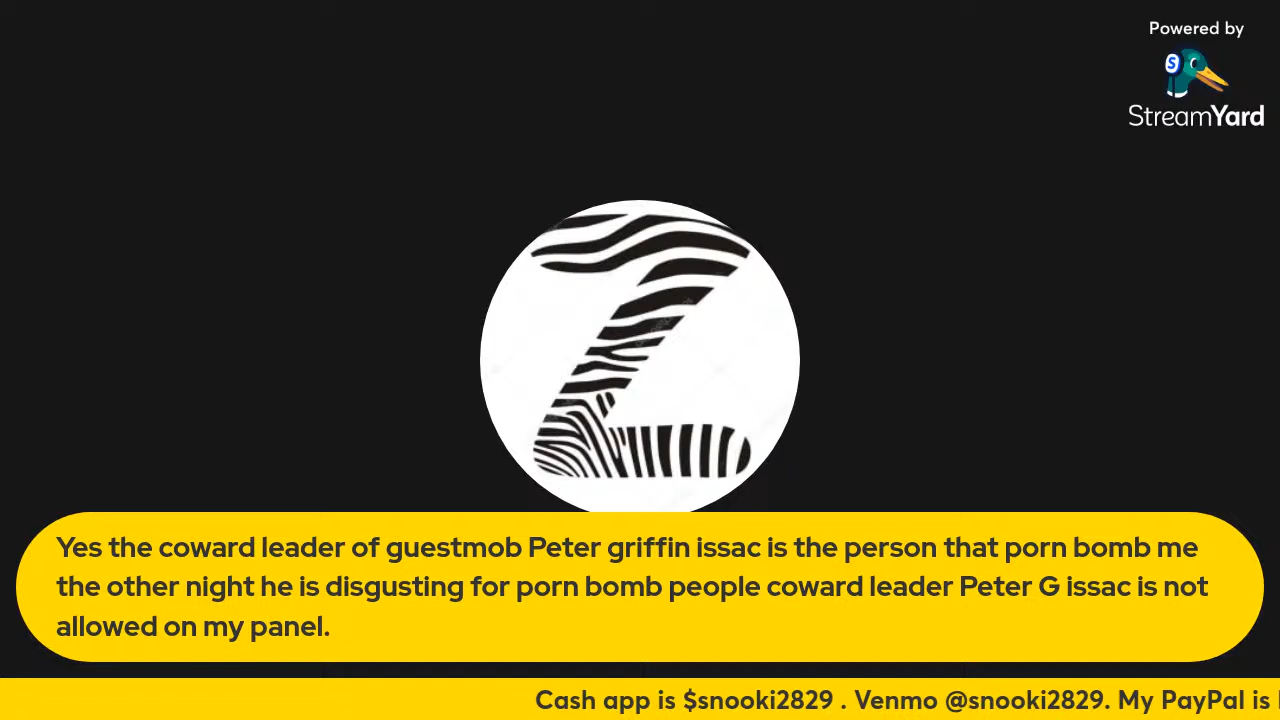 Powered by
StreamYard
Yes the coward leader of guestmob Peter griffin issac is the person that porn bomb me
the other night he is disgusting for porn bomb people coward leader Peter G issac is not
allowed on my panel.
Cash app is $snooki2829 . Venmo @snooki2829. My PayPal is